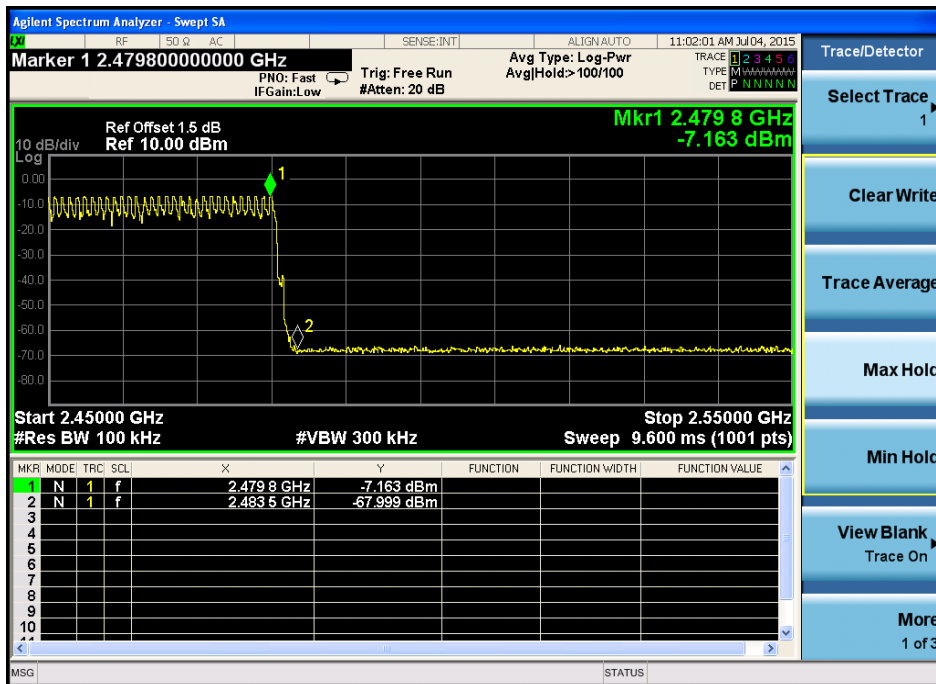 Agilent Spectrum Analyzer - Swept SA
LXI RF 50 Ω AC SENSE:INT ALIGN AUTO 11:02:01 AM Jul 04, 2015
Marker 1 2.479800000000 GHz
PNO: Fast
IFGain:Low
Trig: Free Run
#Atten: 20 dB
Avg Type: Log-Pwr
Avg|Hold:>100/100
TRACE 1 2 3 4 5 6
TYPE M WWWWW
DET P N N N N N
Mkr1 2.479 8 GHz
-7.163 dBm
Ref Offset 1.5 dB
10 dB/div Ref 10.00 dBm
Log
1
0.00
-10.0
-20.0
-30.0
-40.0
-50.0
2
-60.0
-70.0
-80.0
Start 2.45000 GHz Stop 2.55000 GHz
#Res BW 100 kHz #VBW 300 kHz Sweep 9.600 ms (1001 pts)
MKR MODE TRC SCL X Y FUNCTION FUNCTION WIDTH FUNCTION VALUE
1 N 1 f 2.479 8 GHz -7.163 dBm
2 N 1 f 2.483 5 GHz -67.999 dBm
3
4
5
6
7
8
9
10
11
MSG STATUS
Trace/Detector
Select Trace
1
Clear Write
Trace Average
Max Hold
Min Hold
View Blank
Trace On
More
1 of 3